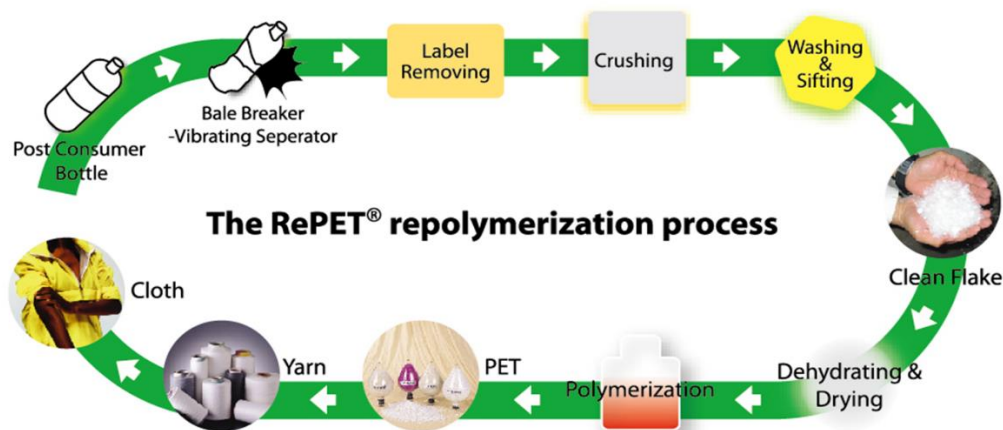 Post Consumer
Bottle
Bale Breaker
-Vibrating Seperator
Label
Removing
Crushing
Washing
&
Sifting
The RePET® repolymerization process
Clean Flake
Dehydrating &
Drying
Polymerization
PET
Yarn
Cloth